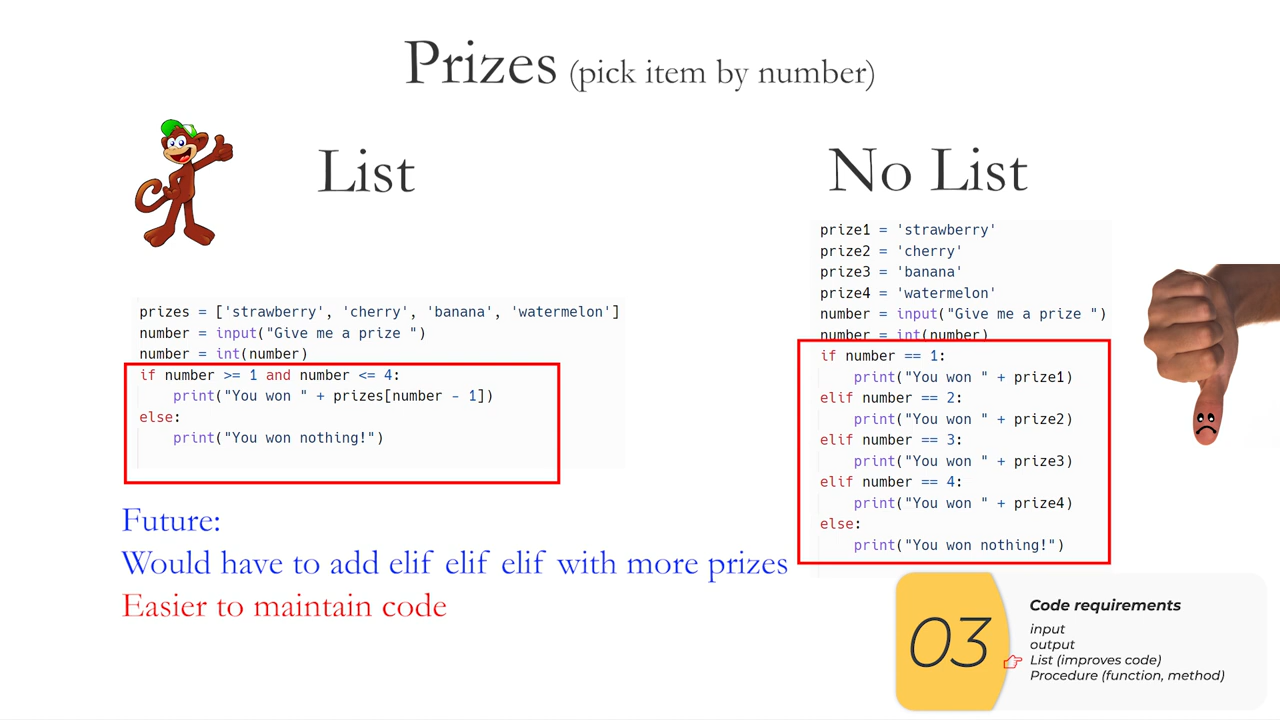 Prizes (pick item by number)
List
prizes = ['strawberry', 'cherry', 'banana', 'watermelon']
number = input("Give me a prize ")
number = int(number)
if number >= 1 and number <= 4:
    print("You won " + prizes[number - 1])
else:
    print("You won nothing!")
Future:
Would have to add elif elif elif with more prizes
Easier to maintain code
No List
prize1 = 'strawberry'
prize2 = 'cherry'
prize3 = 'banana'
prize4 = 'watermelon'
number = input("Give me a prize ")
number = int(number)
if number == 1:
    print("You won " + prize1)
elif number == 2:
    print("You won " + prize2)
elif number == 3:
    print("You won " + prize3)
elif number == 4:
    print("You won " + prize4)
else:
    print("You won nothing!")
03
Code requirements
input
output
List (improves code)
Procedure (function, method)